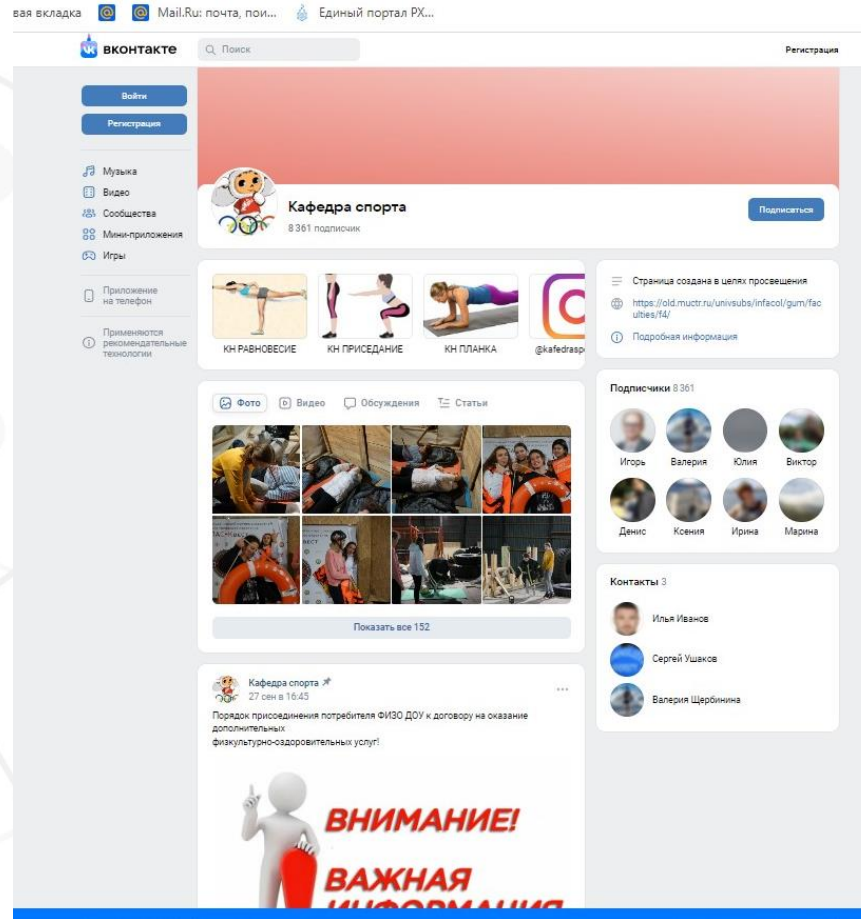 вая вкладка
Mail.Ru: почта, пои...
Единый портал РХ...
вконтакте
Поиск
Регистрация
Войти
Регистрация
Музыка
Видео
Сообщества
Мини-приложения
Игры
Приложение
на телефон
Применяются
рекомендательные
технологии
Кафедра спорта
8 361 подписчик
Подписаться
КН РАВНОВЕСИЕ
КН ПРИСЕДАНИЕ
КН ПЛАНКА
@kafedraspo
Страница создана в целях просвещения
https://old.muctr.ru/univsubs/infacol/gum/fac
ulties/f4/
Подробная информация
Фото
Видео
Обсуждения
Статьи
Показать все 152
Подписчики 8 361
Игорь
Валерия
Юлия
Виктор
Денис
Ксения
Ирина
Марина
Контакты 3
Илья Иванов
Сергей Ушаков
Валерия Щербинина
Кафедра спорта
27 сен в 16:45
Порядок присоединения потребителя ФИЗО ДОУ к договору на оказание
дополнительных
физкультурно-оздоровительных услуг!
ВНИМАНИЕ!
ВАЖНАЯ
ИНФОРМАЦИЯ